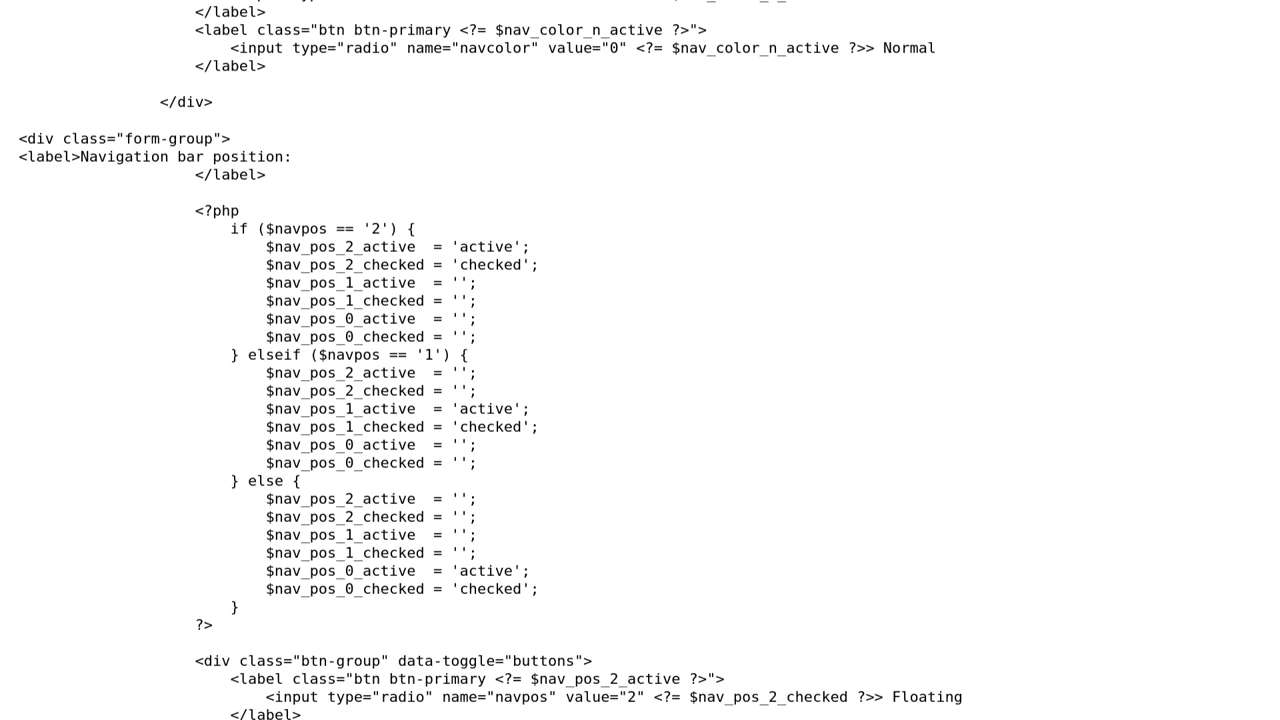 </label>
<label class="btn btn-primary <?= $nav_color_n_active ?>">
<input type="radio" name="navcolor" value="0" <?= $nav_color_n_active ?>> Normal
</label>
</div>
<div class="form-group">
<label>Navigation bar position:
</label>
<?php
if ($navpos == '2') {
$nav_pos_2_active  = 'active';
$nav_pos_2_checked = 'checked';
$nav_pos_1_active  = '';
$nav_pos_1_checked = '';
$nav_pos_0_active  = '';
$nav_pos_0_checked = '';
} elseif ($navpos == '1') {
$nav_pos_2_active  = '';
$nav_pos_2_checked = '';
$nav_pos_1_active  = 'active';
$nav_pos_1_checked = 'checked';
$nav_pos_0_active  = '';
$nav_pos_0_checked = '';
} else {
$nav_pos_2_active  = '';
$nav_pos_2_checked = '';
$nav_pos_1_active  = '';
$nav_pos_1_checked = '';
$nav_pos_0_active  = 'active';
$nav_pos_0_checked = 'checked';
}
?>
<div class="btn-group" data-toggle="buttons">
<label class="btn btn-primary <?= $nav_pos_2_active ?>">
<input type="radio" name="navpos" value="2" <?= $nav_pos_2_checked ?>> Floating
</label>